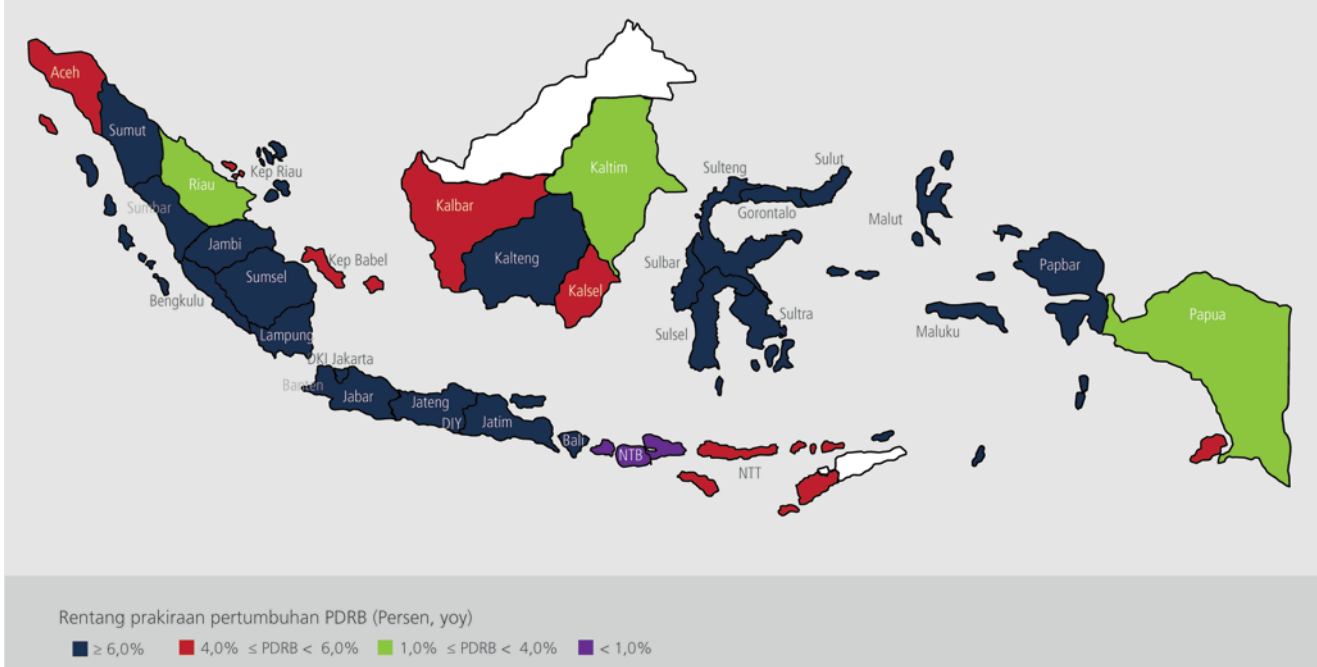 Aceh
Sumut
Riau
Kep Riau
Sumbar
Jambi
Kep Babel
Sumsel
Bengkulu
Lampung
DKI Jakarta
Banten
Jabar
Jateng
DIY
Jatim
Bali
NTB
NTT
Kalbar
Kalteng
Kalsel
Kaltim
Sulteng
Sulut
Gorontalo
Sulbar
Sulsel
Sultra
Malut
Maluku
Papbar
Papua
Rentang prakiraan pertumbuhan PDRB (Persen, yoy)
≥ 6,0% 4,0% ≤ PDRB < 6,0% 1,0% ≤ PDRB < 4,0% < 1,0%